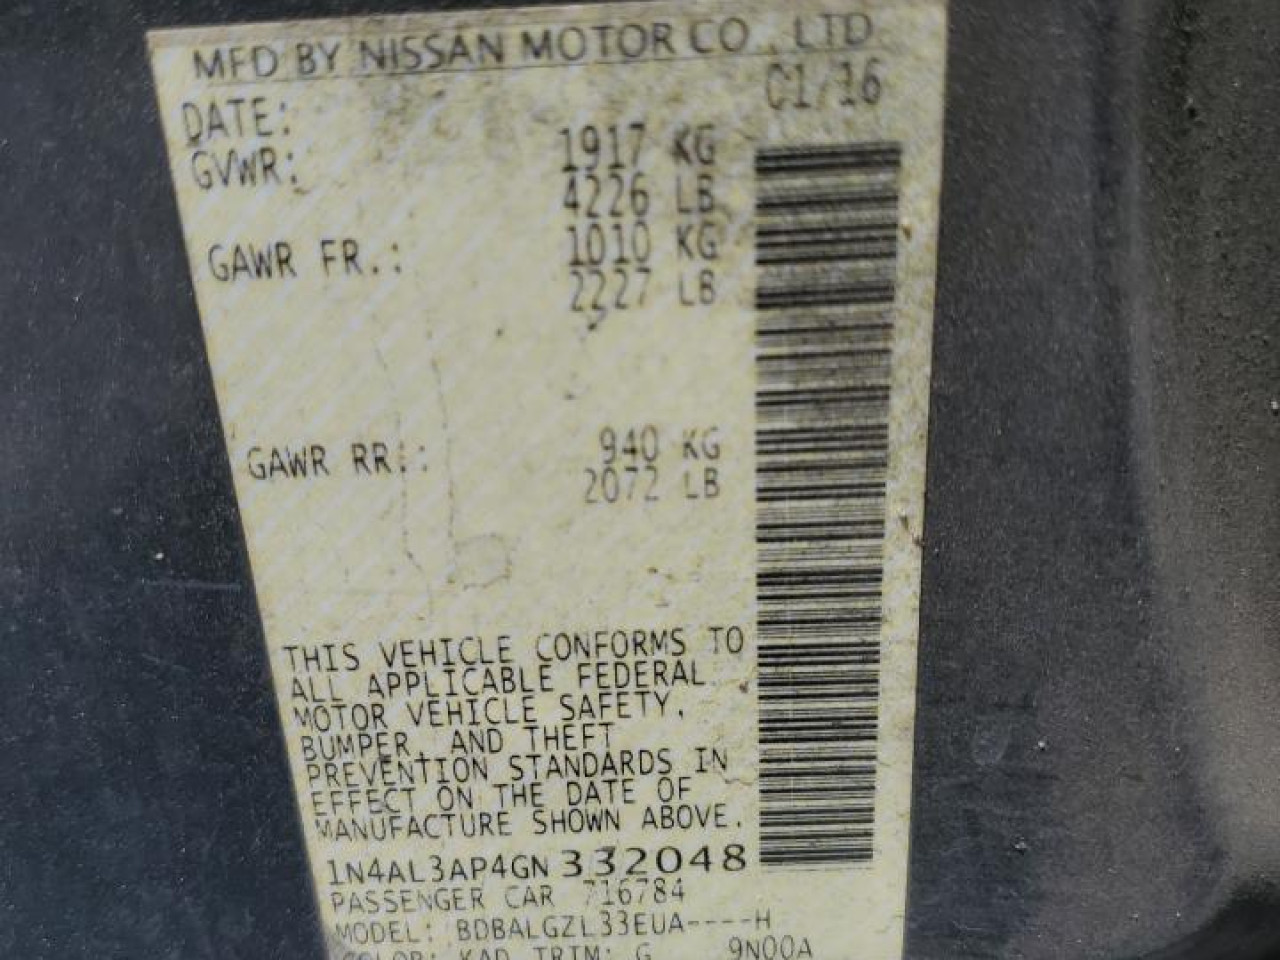 MFD BY NISSAN MOTOR CO., LTD
DATE: 01/16
GVWR: 1917 KG
4226 LB
GAWR FR.: 1010 KG
2227 LB
GAWR RR.: 940 KG
2072 LB
THIS VEHICLE CONFORMS TO
ALL APPLICABLE FEDERAL
MOTOR VEHICLE SAFETY,
BUMPER, AND THEFT
PREVENTION STANDARDS IN
EFFECT ON THE DATE OF
MANUFACTURE SHOWN ABOVE.
1N4AL3AP4GN332048
PASSENGER CAR 716784
MODEL: BDBALGZL33EUA----H
COLOR: KAD TRIM: G 9N00A